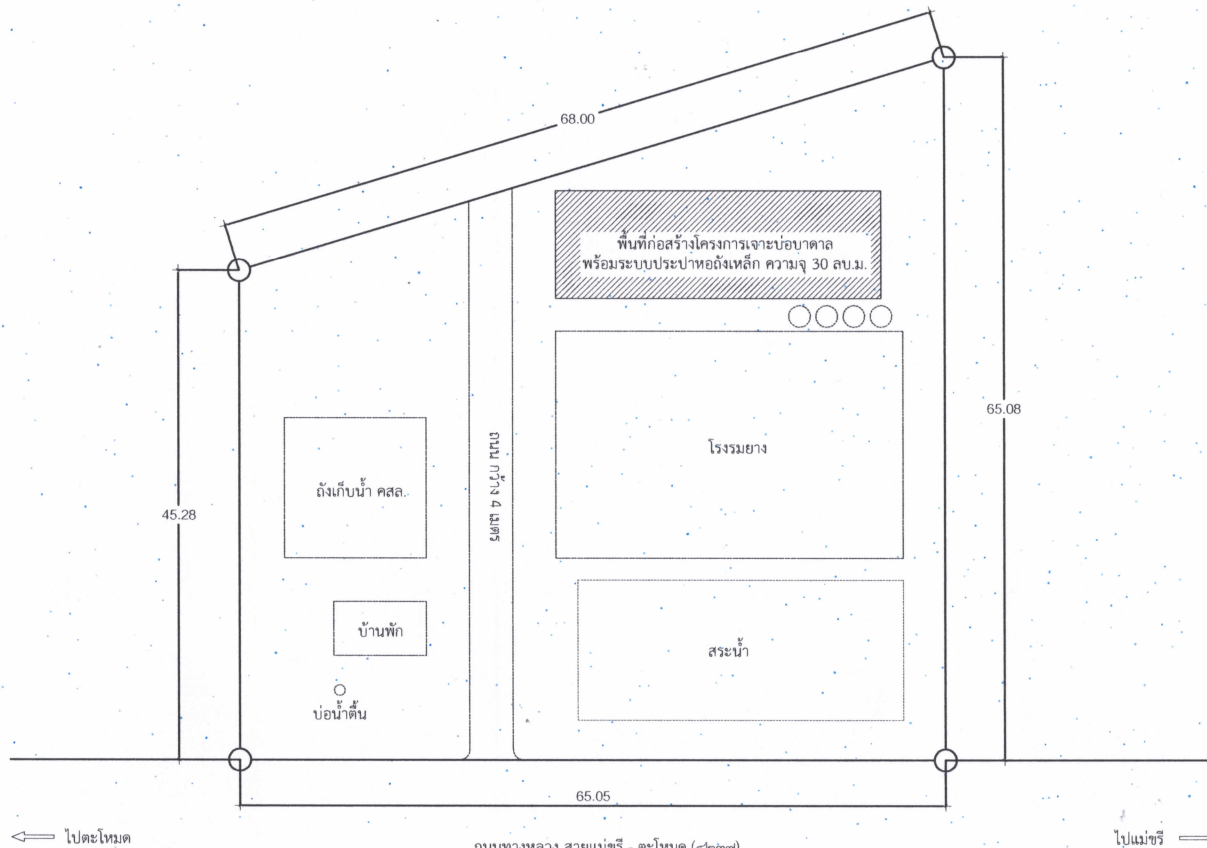 68.00
พื้นที่ก่อสร้างโครงการเจาะบ่อบาดาล
พร้อมระบบประปาหอถังเหล็ก ความจุ 30 ลบ.ม.
65.08
โรงรมยาง
ถนน กว้าง 4 เมตร
ถังเก็บน้ำ คสล.
45.28
บ้านพัก
สระน้ำ
บ่อน้ำตื้น
65.05
ไปตะโหมด
ถนนทางหลวง สายแม่ขรี - ตะโหมด
ไปแม่ขรี